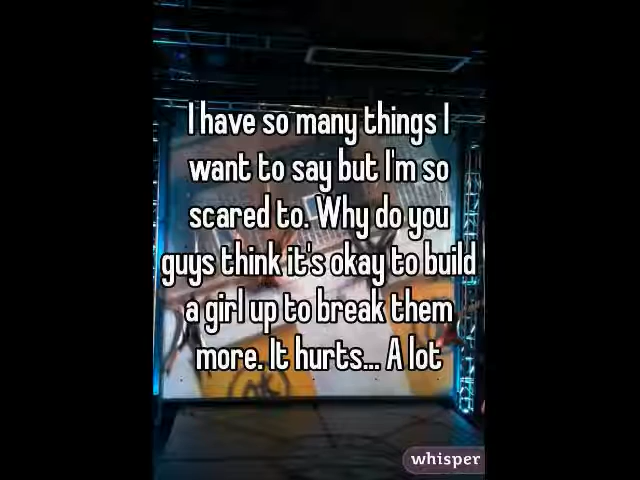 I have so many things I
want to say but I'm so
scared to. Why do you
guys think it's okay to build
a girl up to break them
more. It hurts... A lot
whisper